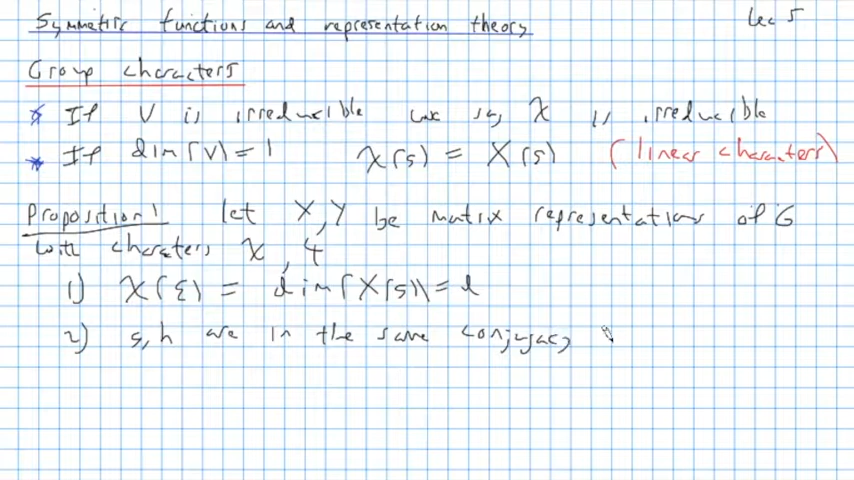 Symmetric functions and representation theory Lec 5
Group characters
* If V is irreducible we say χ is irreducible
* If dim(V) = 1 χ(g) = X(g) (linear characters)
Proposition 1 let X, Y be matrix representations of G
with characters χ, ψ
1) χ(ε) = dim(X(g)) = d
2) g, h are in the same conjugacy